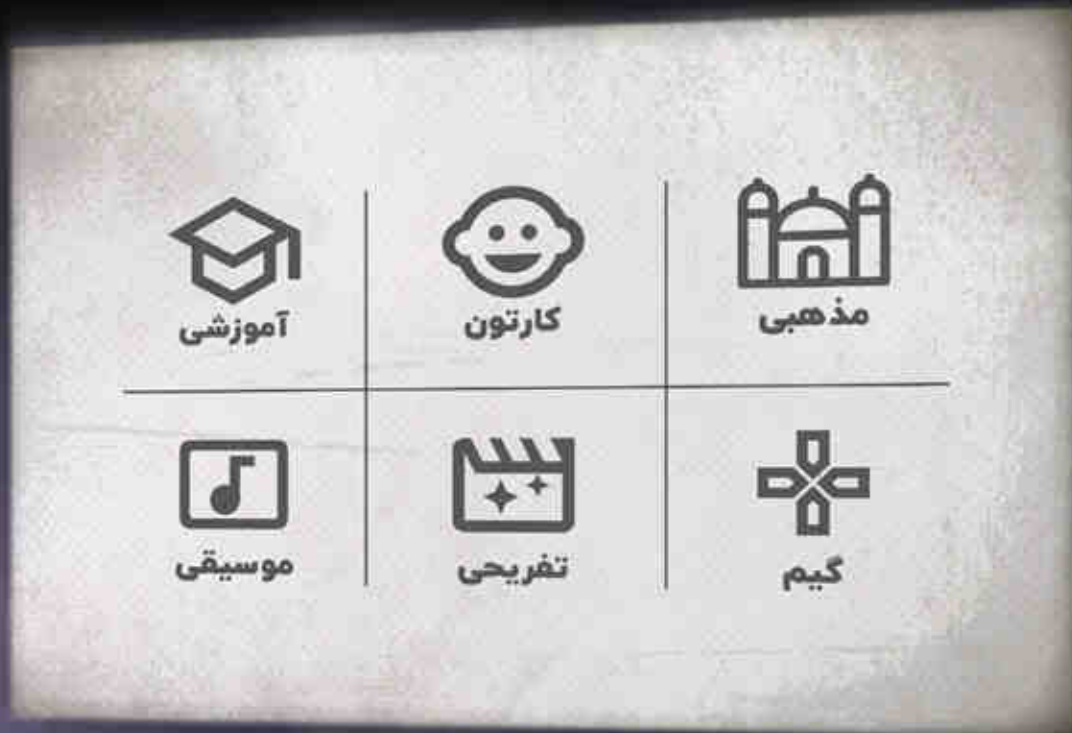 مذهبی
کارتون
آموزشی
گیم
تفریحی
موسیقی